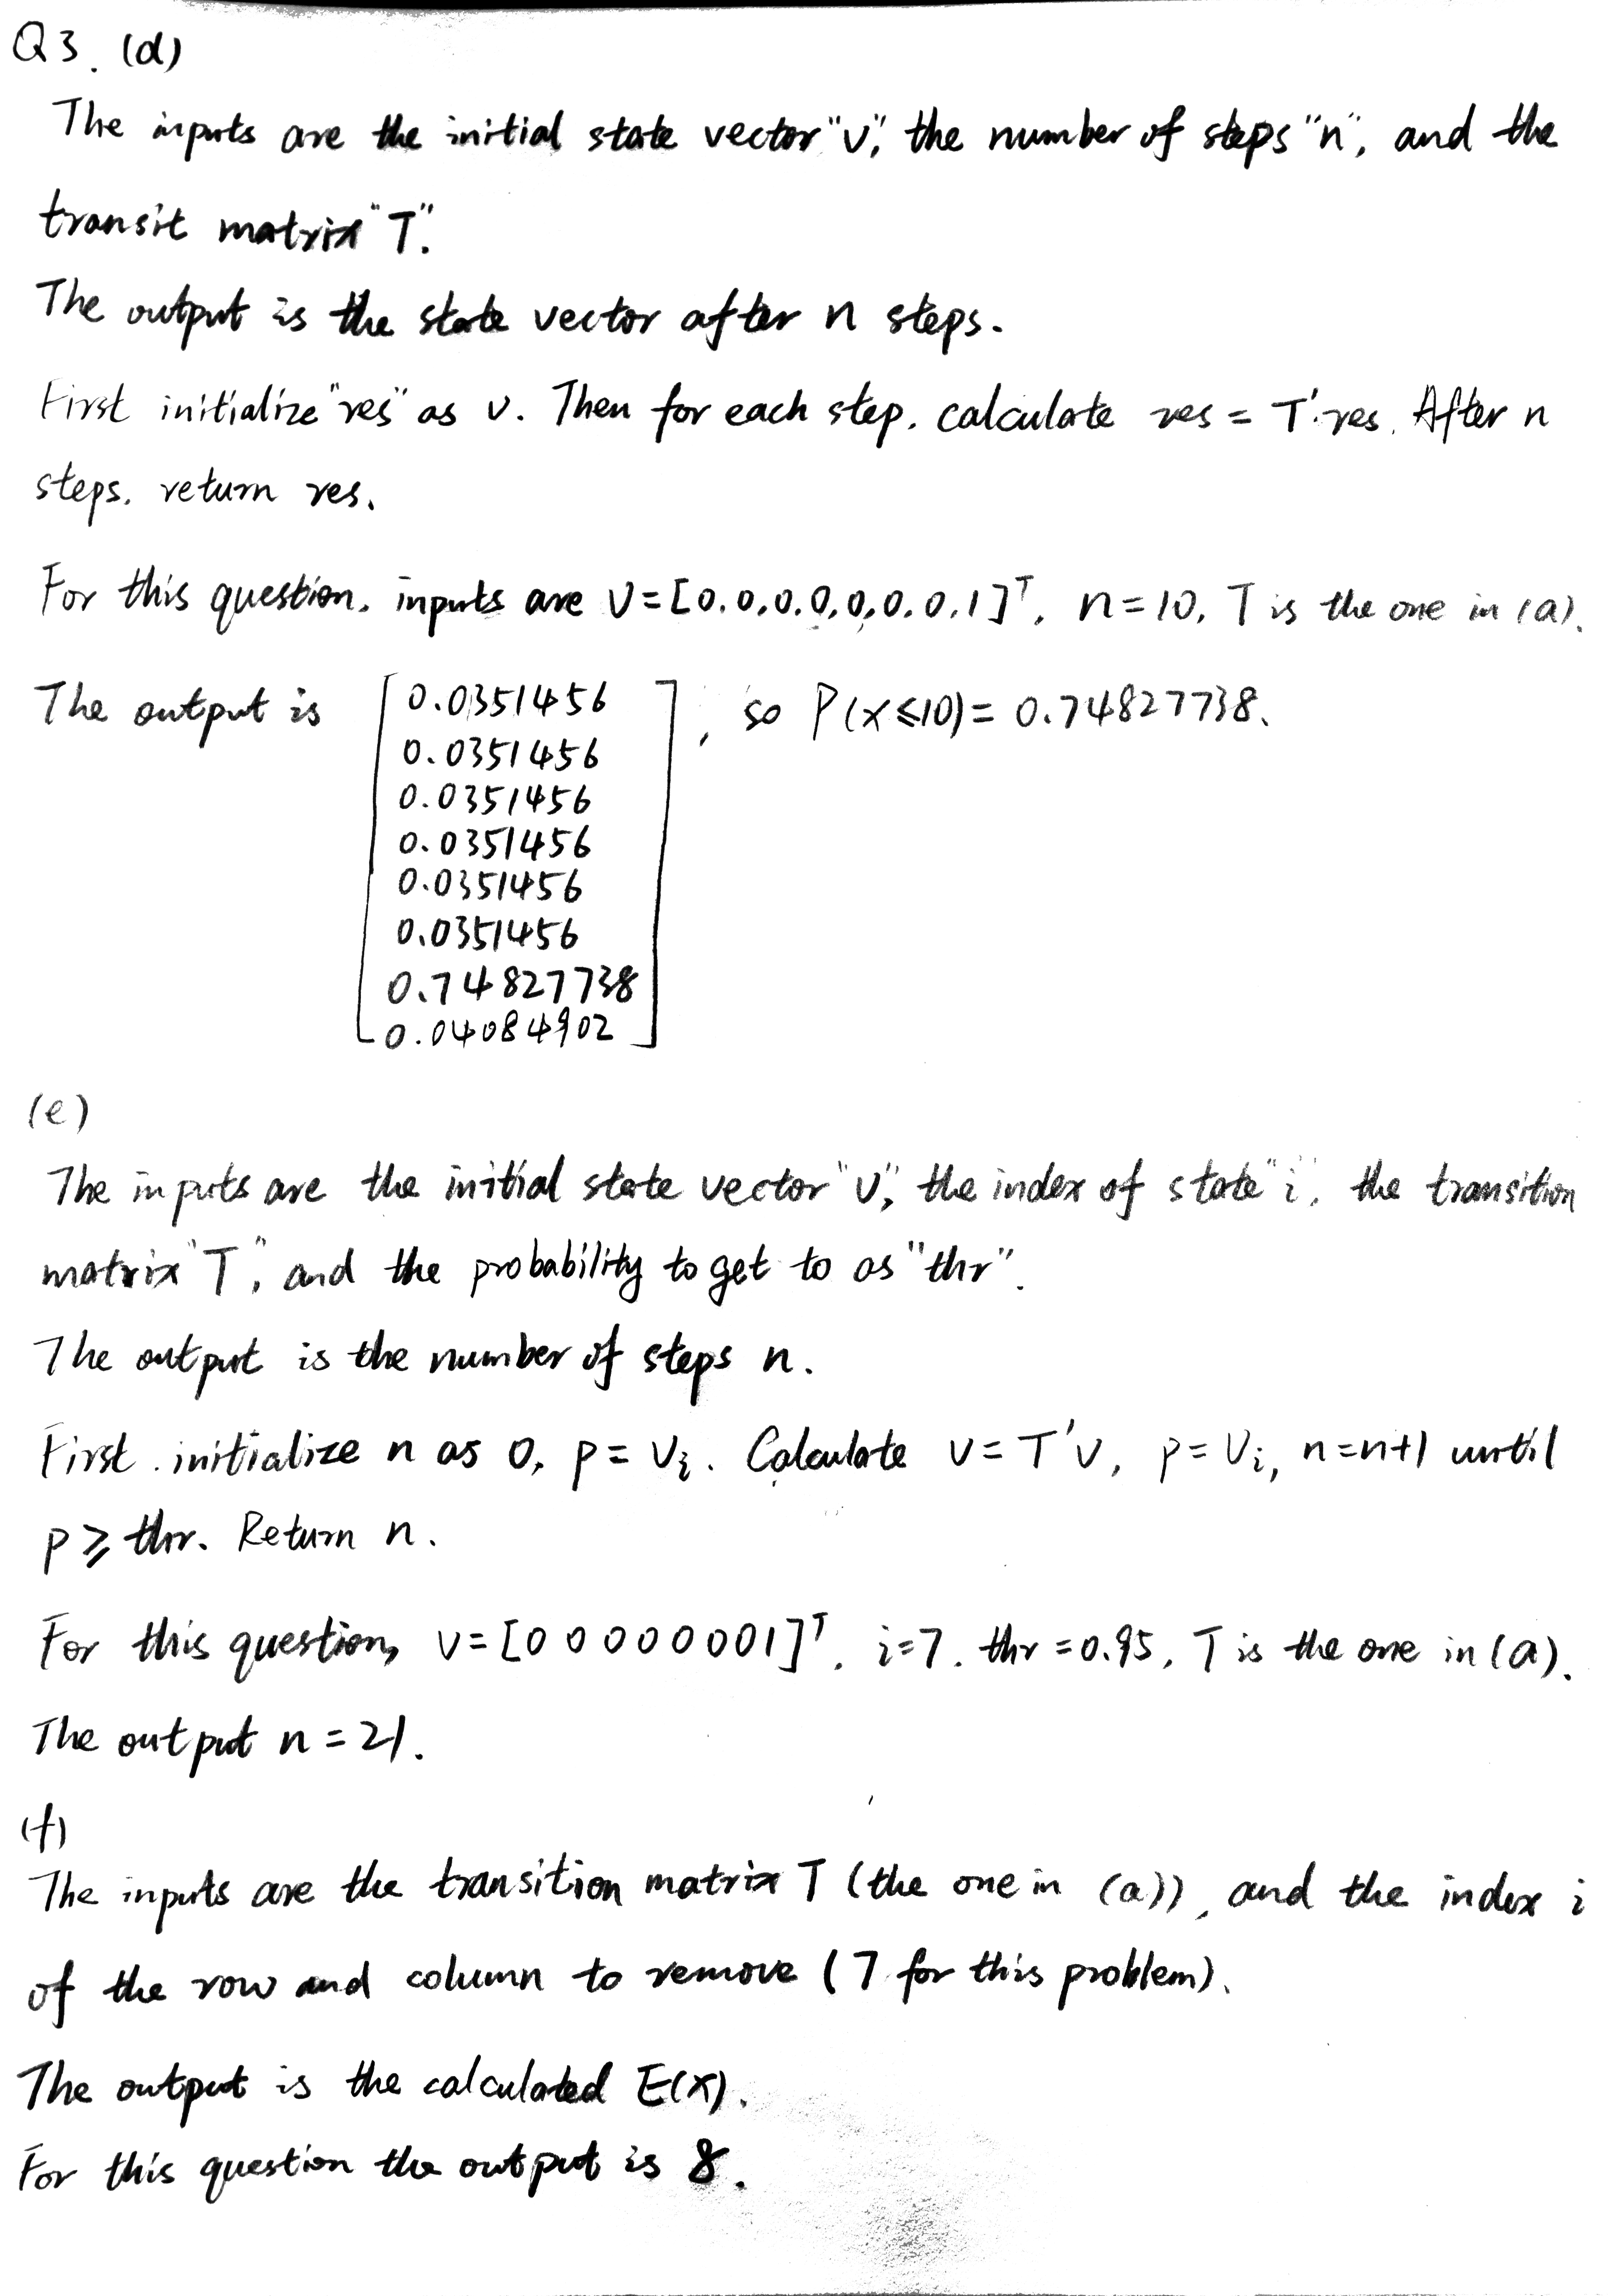 Q3. (d)
The inputs are the initial state vector "v", the number of steps "n", and the
transit matrix "T".
The output is the state vector after n steps.
First initialize "res" as v. Then for each step, calculate res = T'·res. After n
steps, return res.
For this question, inputs are v=[0,0,0,0,0,0,0,1]ᵀ, n=10, T is the one in (a).
The output is [0.0351456, so P(X≤10)= 0.74827738.
0.0351456
0.0351456
0.0351456
0.0351456
0.0351456
0.74827738
0.04084902]
(e)
The inputs are the initial state vector "v", the index of state "i", the transition
matrix "T", and the probability to get to as "thr".
The output is the number of steps n.
First initialize n as 0, p = vᵢ. Calculate v = T'v, p = vᵢ, n=n+1 until
p ≥ thr. Return n.
For this question, v=[0 0 0 0 0 0 0 0 1]ᵀ, i=7, thr=0.95, T is the one in (a).
The output n = 21.
(f)
The inputs are the transition matrix T (the one in (a)), and the index i
of the row and column to remove (7 for this problem).
The output is the calculated E(X).
For this question the output is 8.